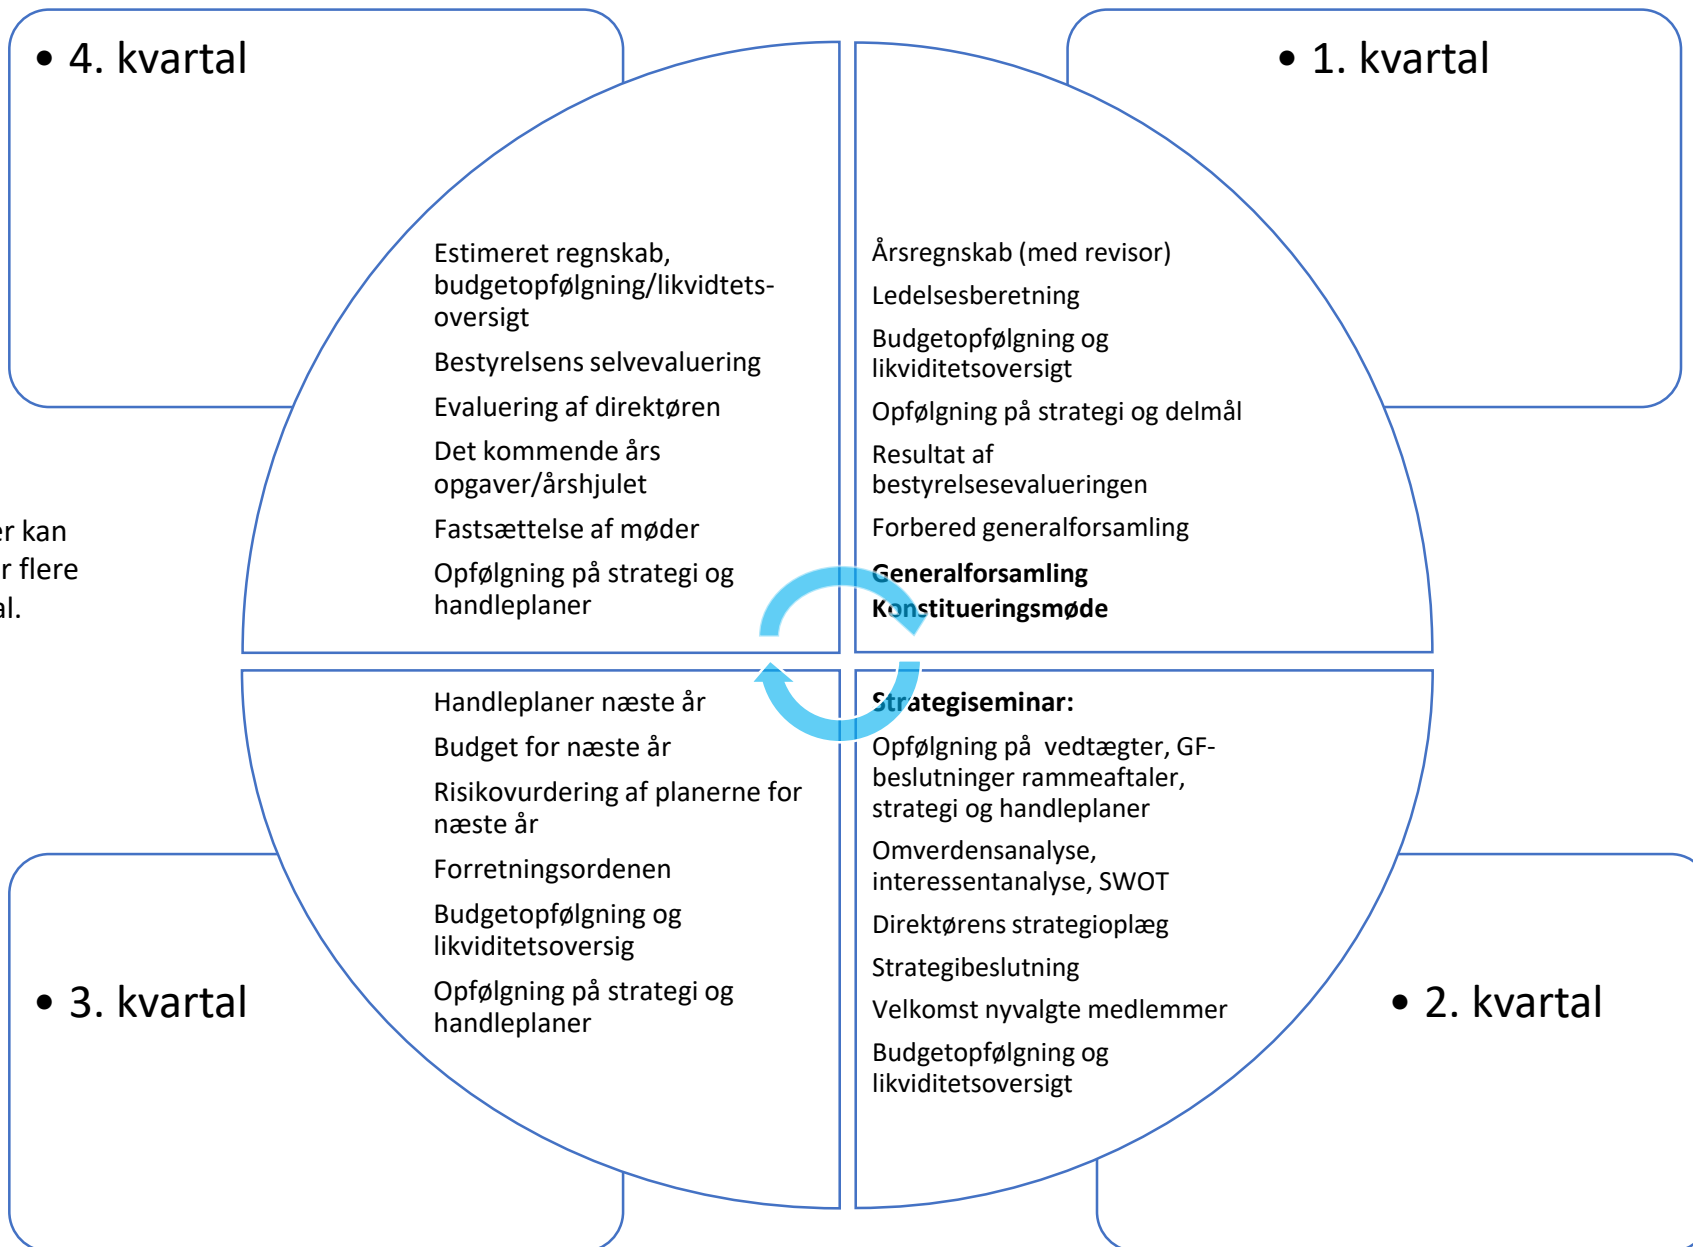 • 4. kvartal
Estimeret regnskab,
budgetopfølgning/likvidtets-
oversigt
Bestyrelsens selvevaluering
Evaluering af direktøren
Det kommende års
opgaver/årshjulet
Fastsættelse af møder
Opfølgning på strategi og
handleplaner
• 1. kvartal
Årsregnskab (med revisor)
Ledelsesberetning
Budgetopfølgning og
likviditetsoversigt
Opfølgning på strategi og delmål
Resultat af
bestyrelsesevalueringen
Forbered generalforsamling
Generalforsamling
Konstitueringsmøde
er kan
r flere
al.
Handleplaner næste år
Budget for næste år
Risikovurdering af planerne for
næste år
Forretningsordenen
Budgetopfølgning og
likviditetsoversig
Opfølgning på strategi og
handleplaner
• 3. kvartal
Strategiseminar:
Opfølgning på  vedtægter, GF-
beslutninger rammeaftaler,
strategi og handleplaner
Omverdensanalyse,
interessentanalyse, SWOT
Direktørens strategioplæg
Strategibeslutning
Velkomst nyvalgte medlemmer
Budgetopfølgning og
likviditetsoversigt
• 2. kvartal